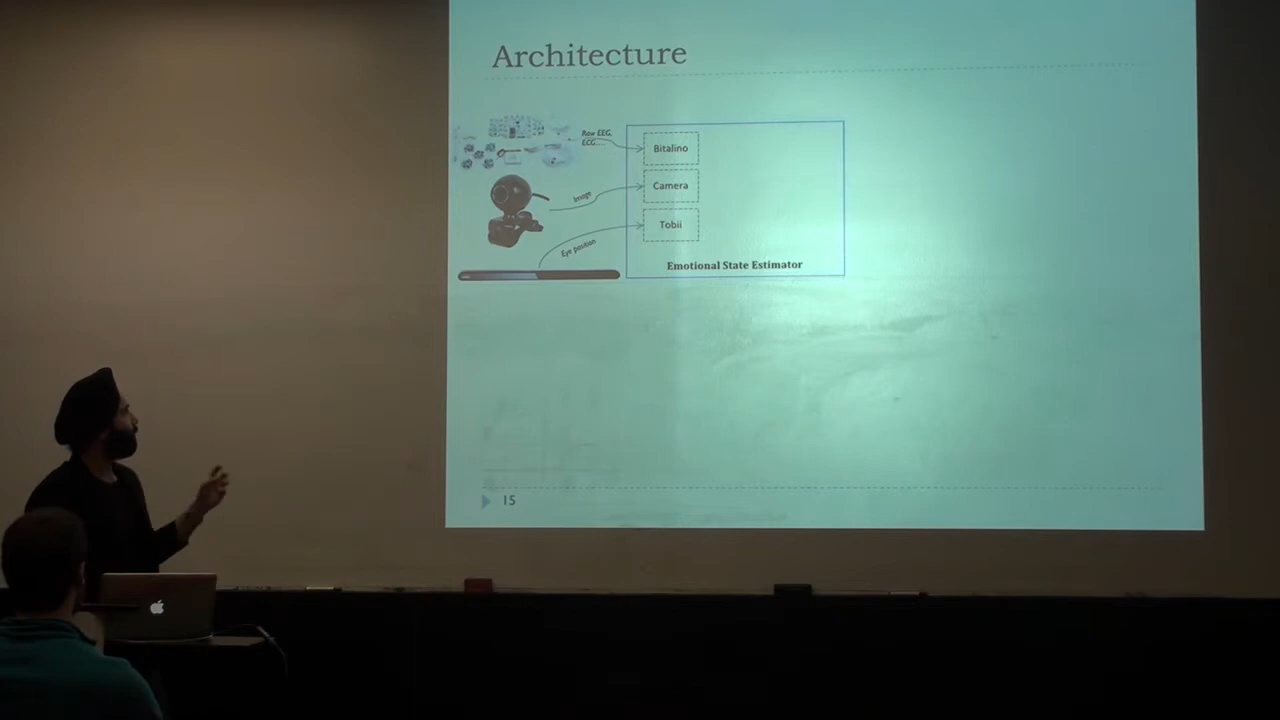 Architecture
Raw EEG,
ECG....
Bitalino
Image
Camera
Eye position
Tobii
Emotional State Estimator
15